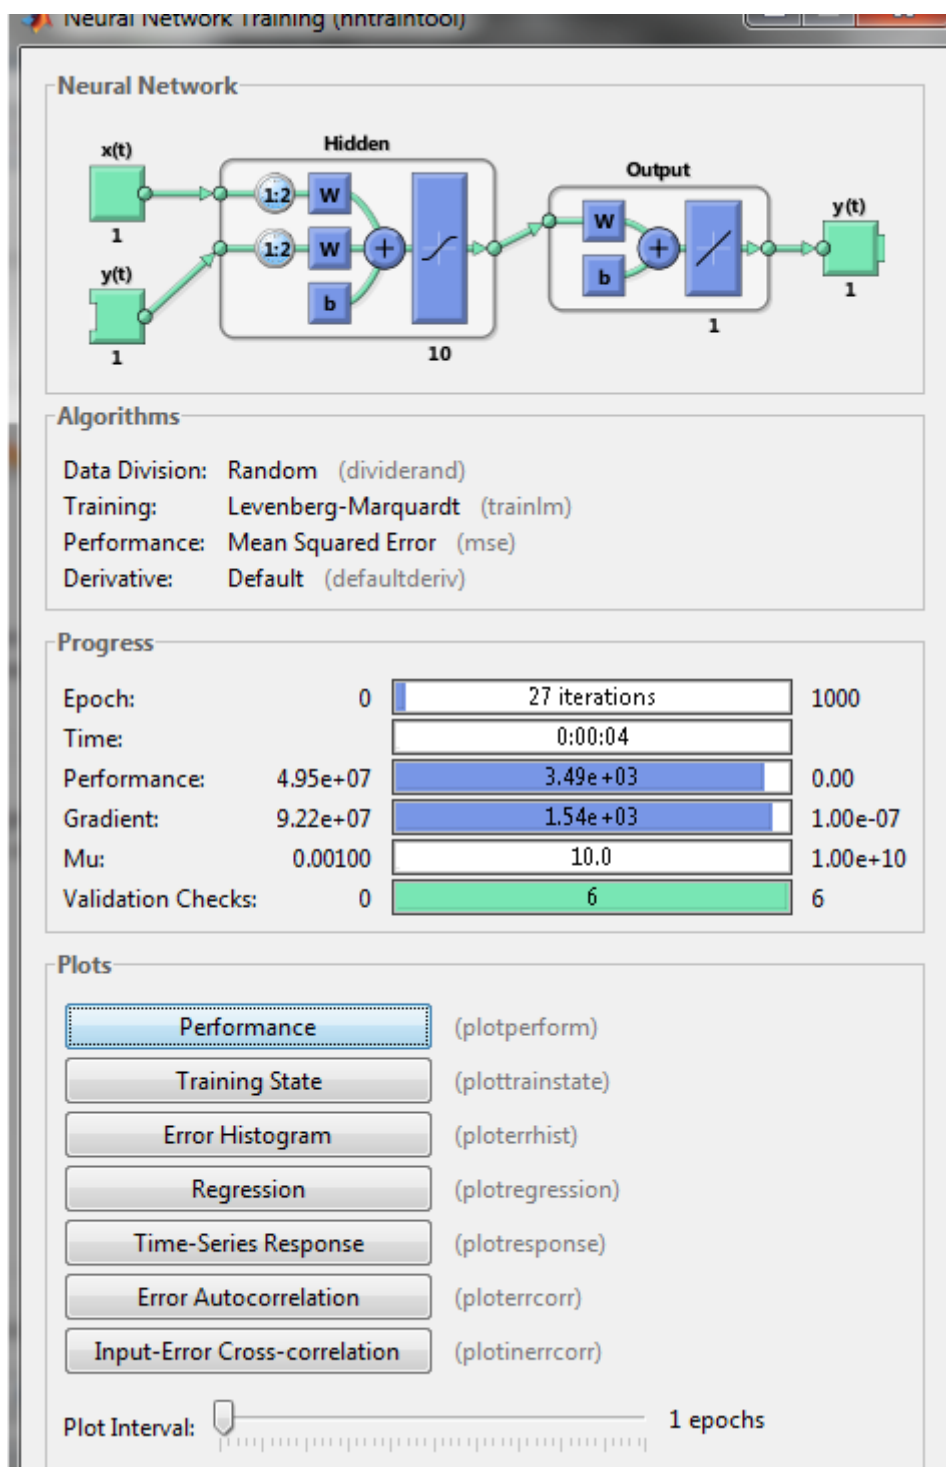 Neural Network Training (nntraintool)
Neural Network
Hidden
x(t)
Output
1:2 W
W
y(t)
1
1:2 W
y(t)
b
b
1
1
10
1
Algorithms
Data Division: Random (dividerand)
Training: Levenberg-Marquardt (trainlm)
Performance: Mean Squared Error (mse)
Derivative: Default (defaultderiv)
Progress
Epoch: 0 27 iterations 1000
Time: 0:00:04
Performance: 4.95e+07 3.49e+03 0.00
Gradient: 9.22e+07 1.54e+03 1.00e-07
Mu: 0.00100 10.0 1.00e+10
Validation Checks: 0 6 6
Plots
Performance (plotperform)
Training State (plottrainstate)
Error Histogram (ploterrhist)
Regression (plotregression)
Time-Series Response (plotresponse)
Error Autocorrelation (ploterrcorr)
Input-Error Cross-correlation (plotinerrcorr)
Plot Interval: 1 epochs